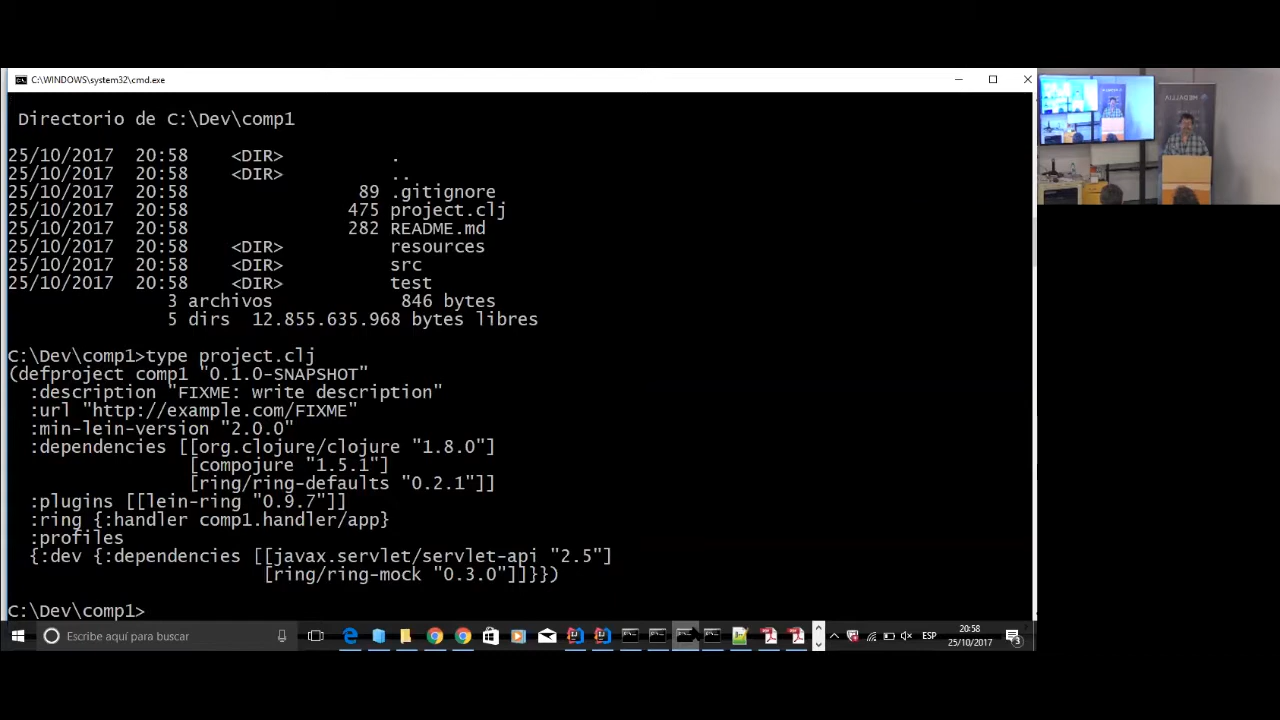 C:\WINDOWS\system32\cmd.exe
Directorio de C:\Dev\comp1
25/10/2017  20:58    <DIR>          .
25/10/2017  20:58    <DIR>          ..
25/10/2017  20:58                89 .gitignore
25/10/2017  20:58               475 project.clj
25/10/2017  20:58               282 README.md
25/10/2017  20:58    <DIR>          resources
25/10/2017  20:58    <DIR>          src
25/10/2017  20:58    <DIR>          test
3 archivos            846 bytes
5 dirs  12.855.635.968 bytes libres
C:\Dev\comp1>type project.clj
(defproject comp1 "0.1.0-SNAPSHOT"
:description "FIXME: write description"
:url "http://example.com/FIXME"
:min-lein-version "2.0.0"
:dependencies [[org.clojure/clojure "1.8.0"]
[compojure "1.5.1"]
[ring/ring-defaults "0.2.1"]]
:plugins [[lein-ring "0.9.7"]]
:ring {:handler comp1.handler/app}
:profiles
{:dev {:dependencies [[javax.servlet/servlet-api "2.5"]
[ring/ring-mock "0.3.0"]]}})
C:\Dev\comp1>
Escribe aquí para buscar
ESP
20:58
25/10/2017
3